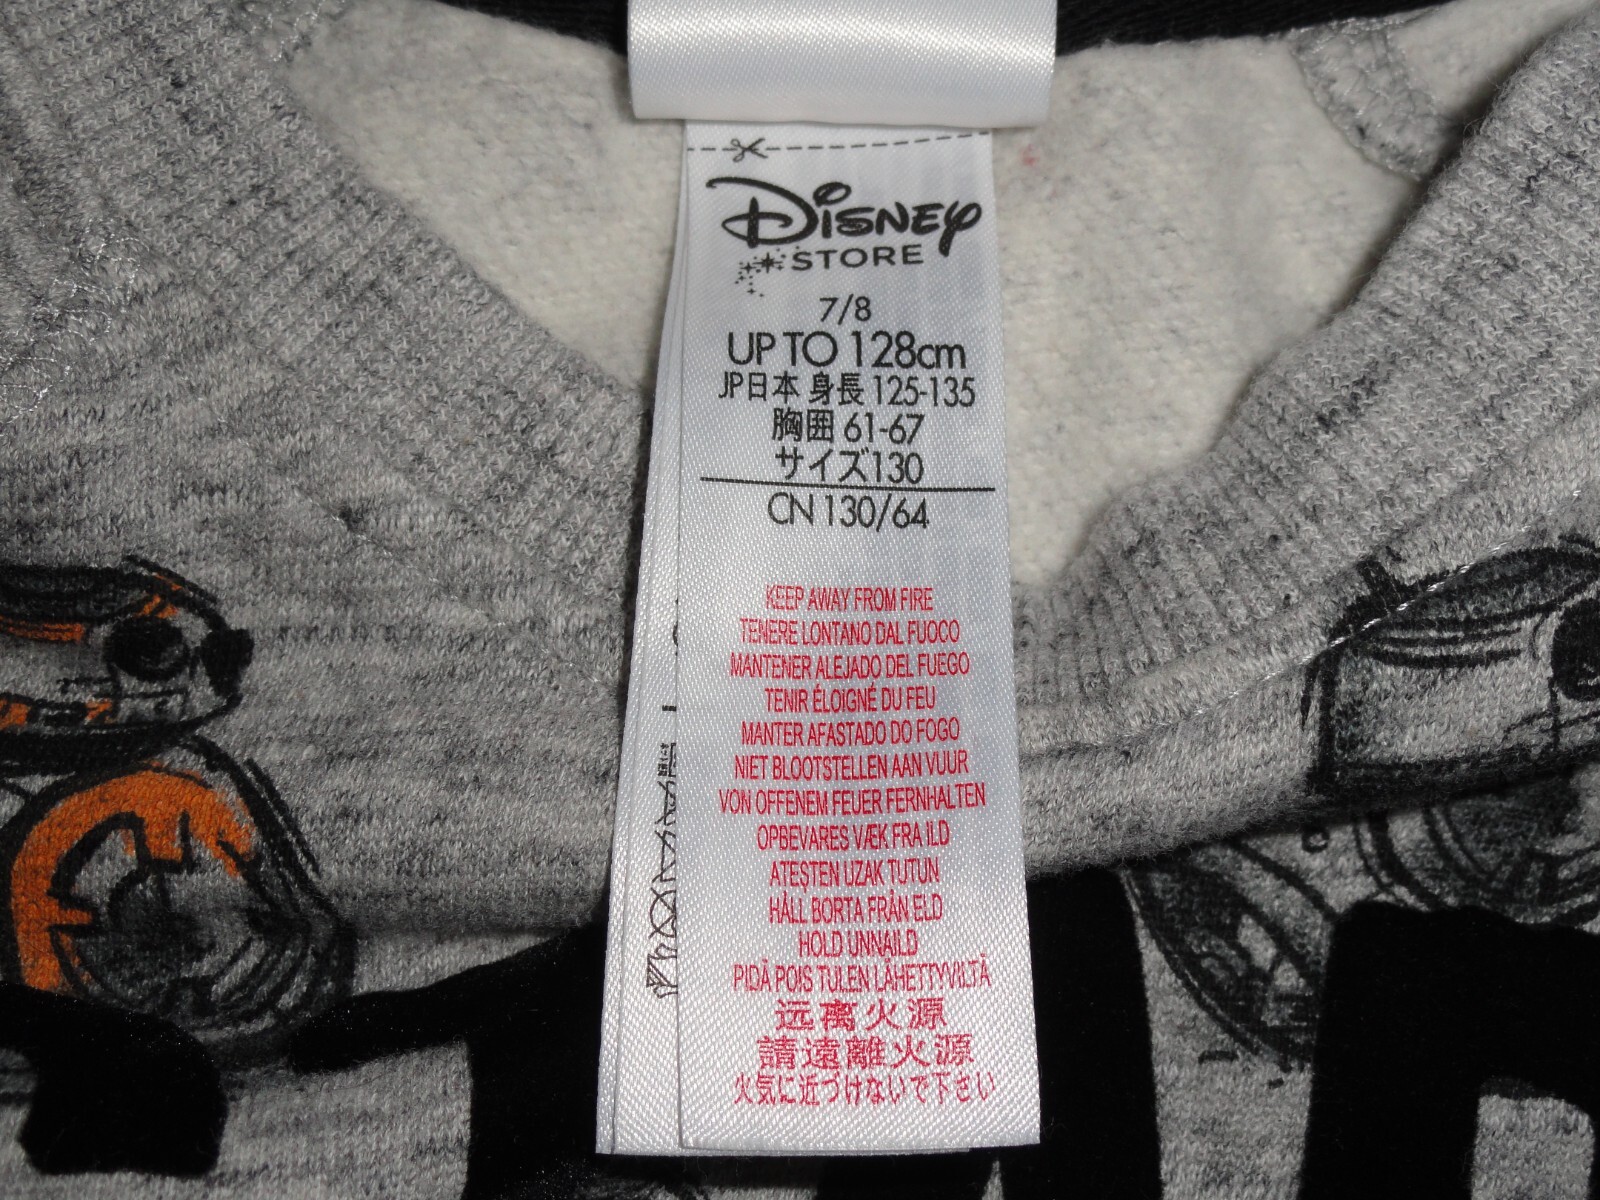 Disney
STORE
7/8
UP TO 128cm
JP日本 身長 125-135
胸囲 61-67
サイズ130
CN 130/64
KEEP AWAY FROM FIRE
TENERE LONTANO DAL FUOCO
MANTENER ALEJADO DEL FUEGO
TENIR ÉLOIGNÉ DU FEU
MANTER AFASTADO DO FOGO
NIET BLOOTSTELLEN AAN VUUR
VON OFFENEM FEUER FERNHALTEN
OPBEVARES VÆK FRA ILD
ATEŞTEN UZAK TUTUN
HÅLL BORTA FRÅN ELD
HOLD UNNAILD
PIDÄ POIS TULEN LÄHETTYVILTÄ
远离火源
請遠離火源
火気に近づけないで下さい